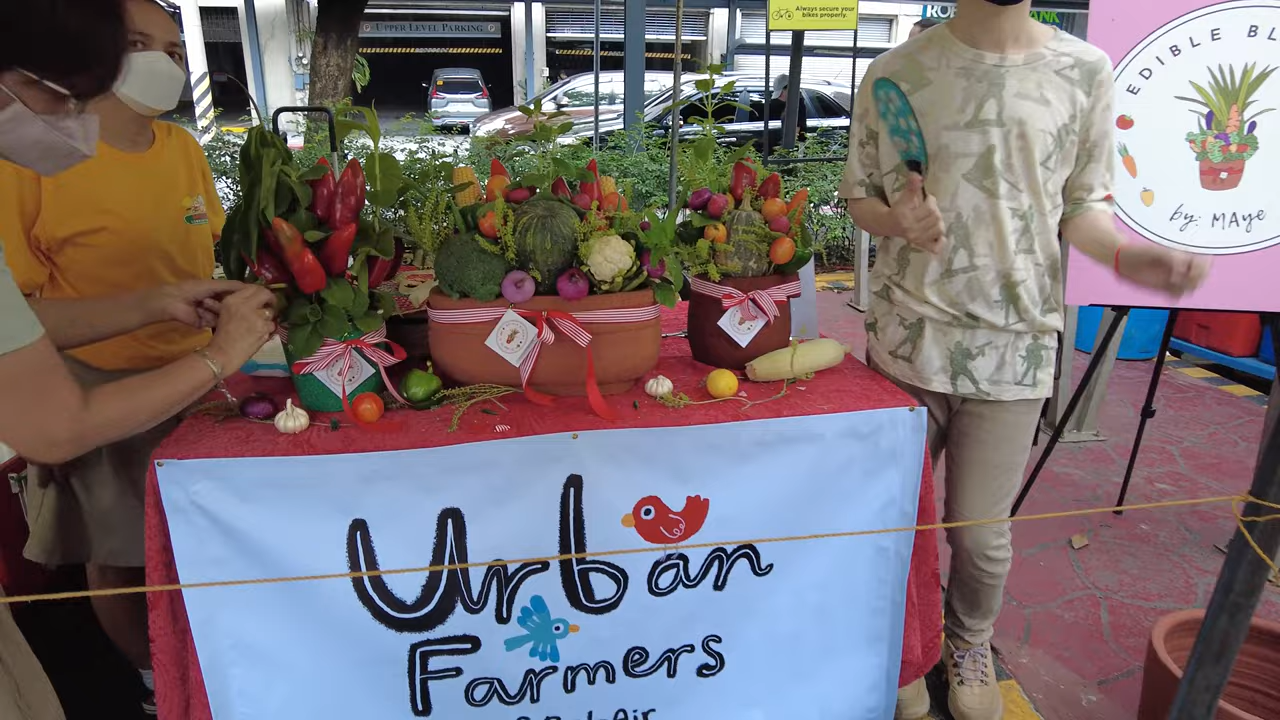 UPPER LEVEL PARKING
Always secure your
bikes properly.
EDIBLE BL
by: MAYe
Urban
Farmers